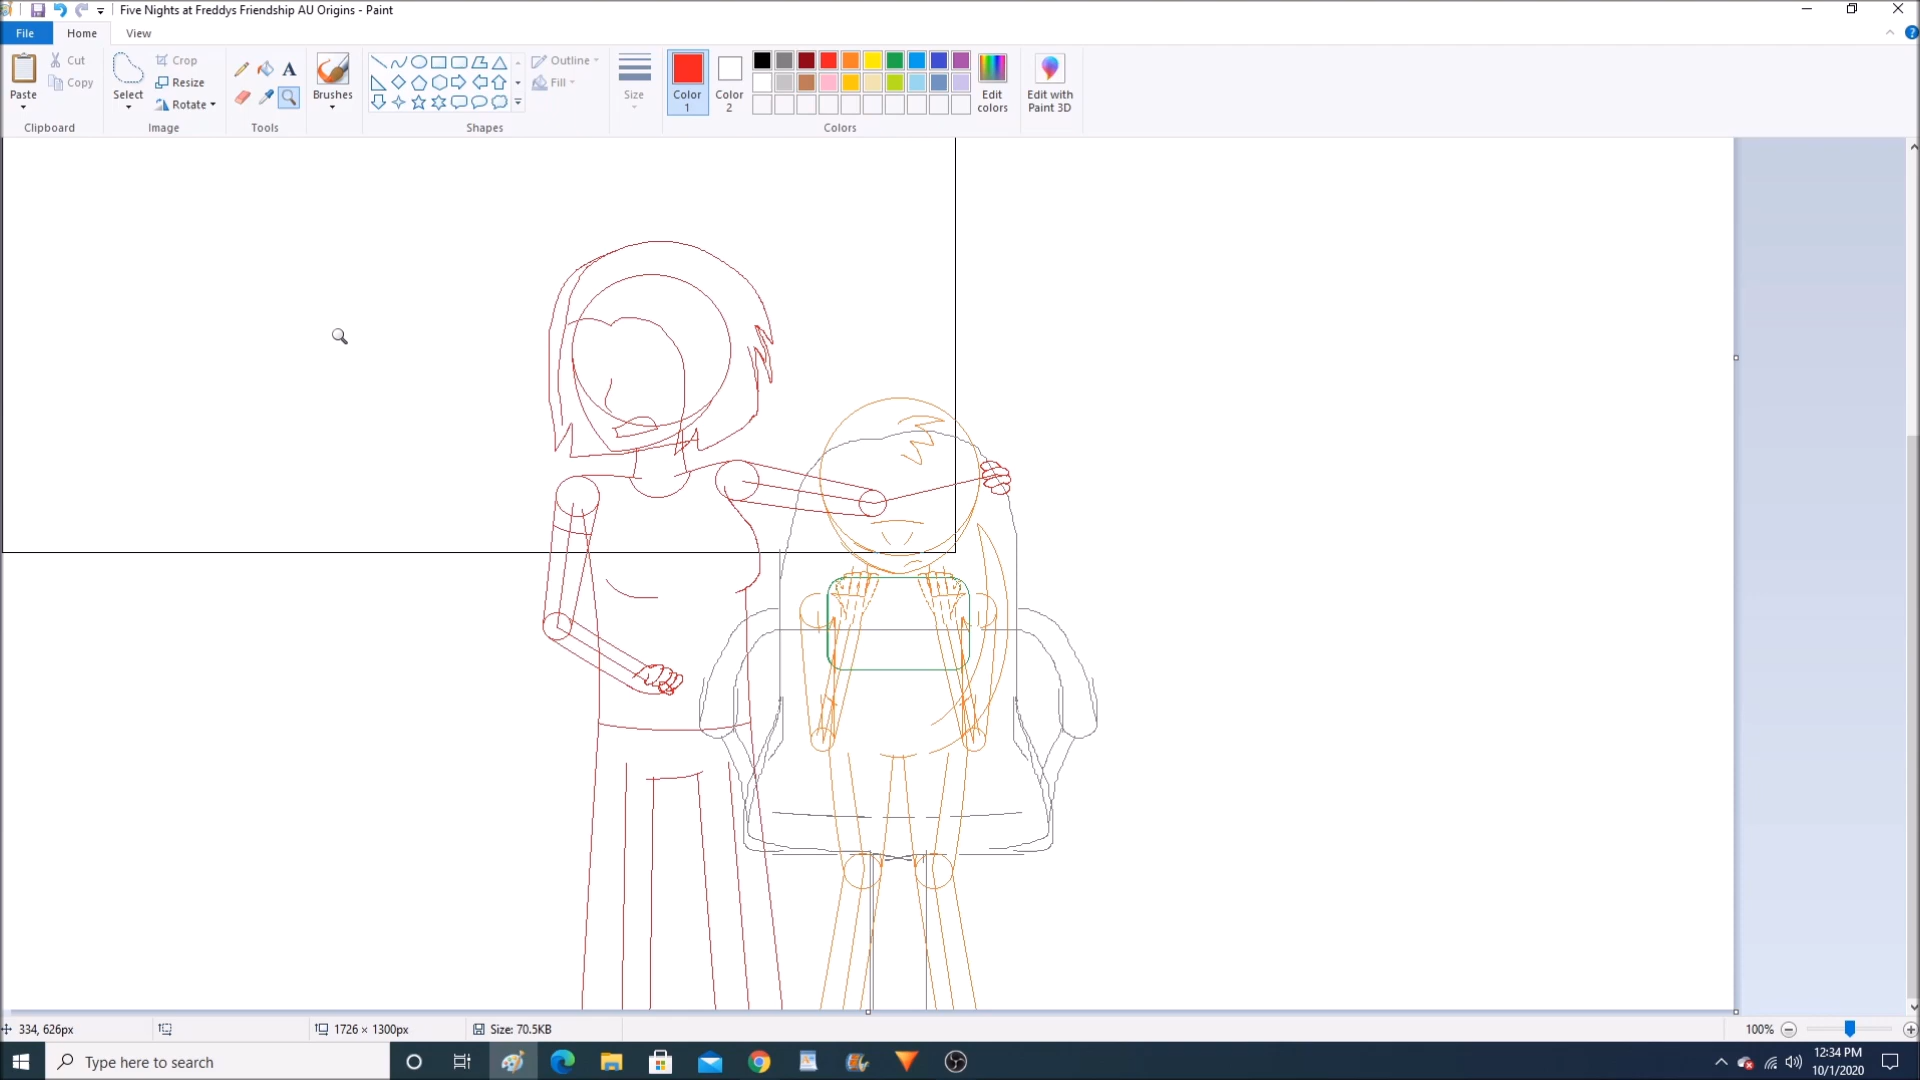 Five Nights at Freddys Friendship AU Origins - Paint
File
Home
View
Paste
Cut
Copy
Clipboard
Select
Crop
Resize
Rotate
Image
A
Tools
Brushes
Shapes
Outline
Fill
Size
Color
1
Color
2
Edit
colors
Colors
Edit with
Paint 3D
334, 626px
1726 × 1300px
Size: 70.5KB
100%
Type here to search
12:34 PM
10/1/2020